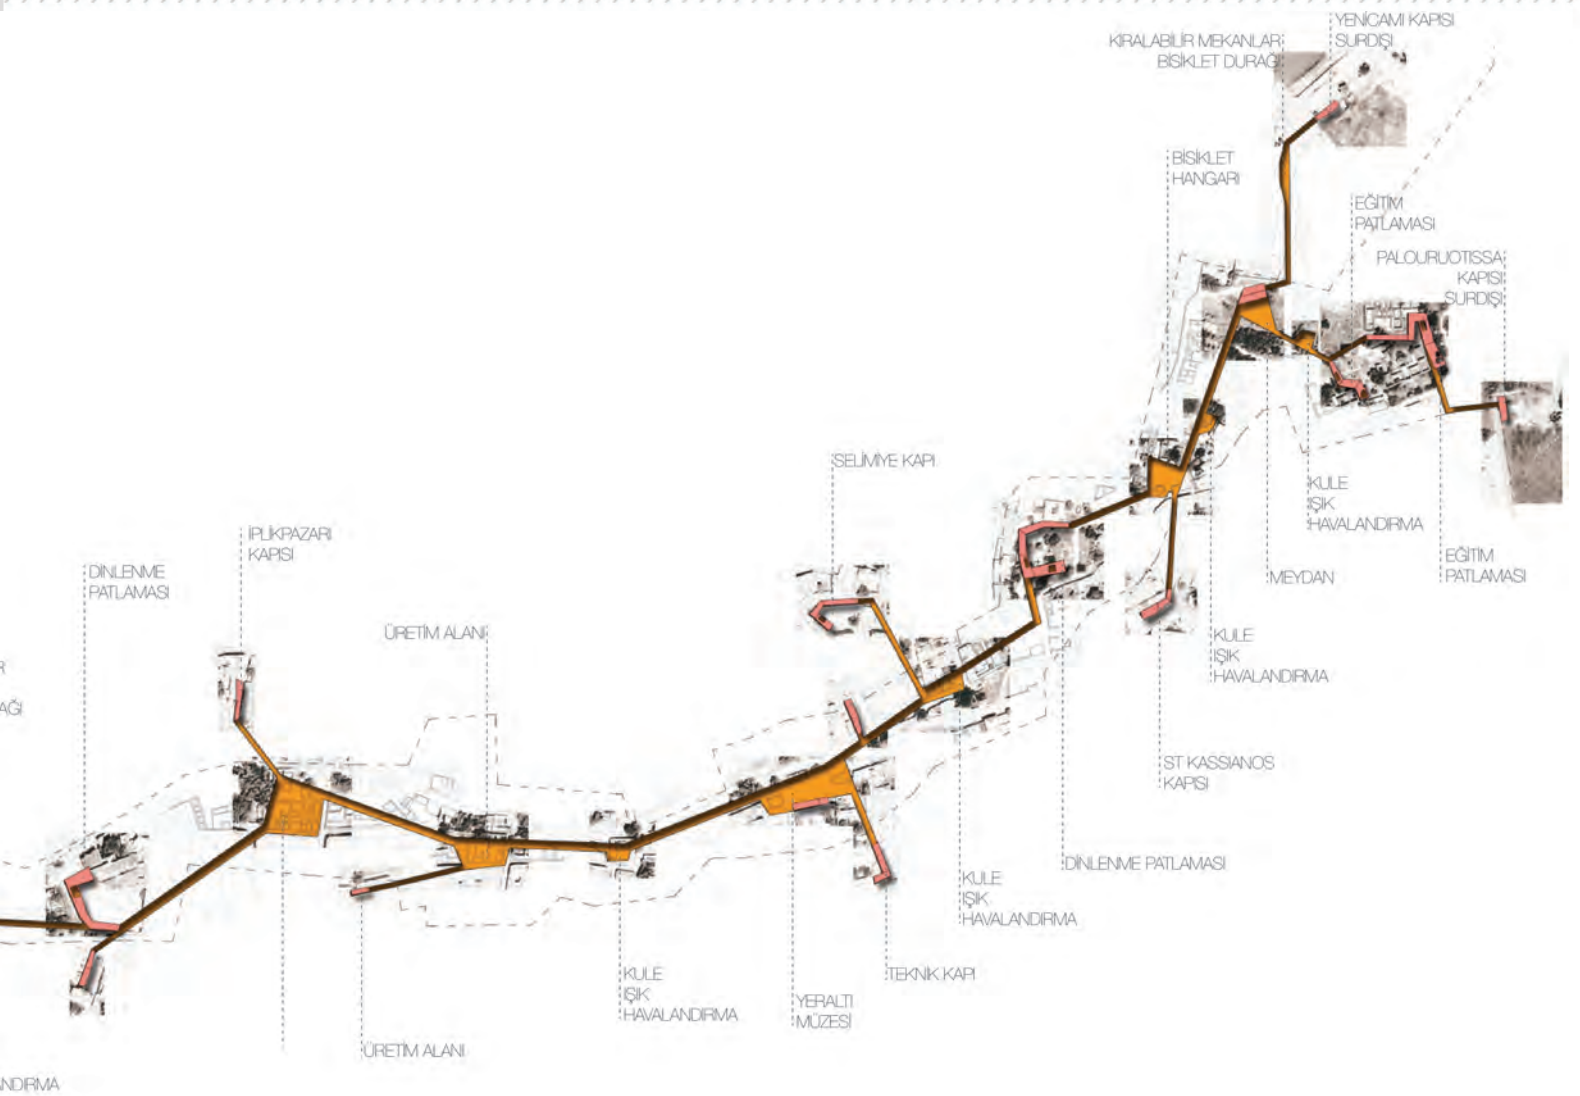 YENİCAMİ KAPISI
SURDIŞI
KİRALABİLİR MEKANLAR
BİSİKLET DURAĞI
BİSİKLET
HANGARI
EĞİTİM
PATLAMASI
PALOURUOTISSA
KAPISI
SURDIŞI
SELİMİYE KAPI
KULE
IŞIK
HAVALANDIRMA
İPLİKPAZARI
KAPISI
EĞİTİM
PATLAMASI
DİNLENME
PATLAMASI
MEYDAN
ÜRETİM ALANI
KULE
IŞIK
HAVALANDIRMA
R
AĞI
ST KASSIANOS
KAPISI
DİNLENME PATLAMASI
KULE
IŞIK
HAVALANDIRMA
KULE
IŞIK
HAVALANDIRMA
TEKNİK KAPI
YERALTI
MÜZESİ
ÜRETİM ALANI
ANDIRMA